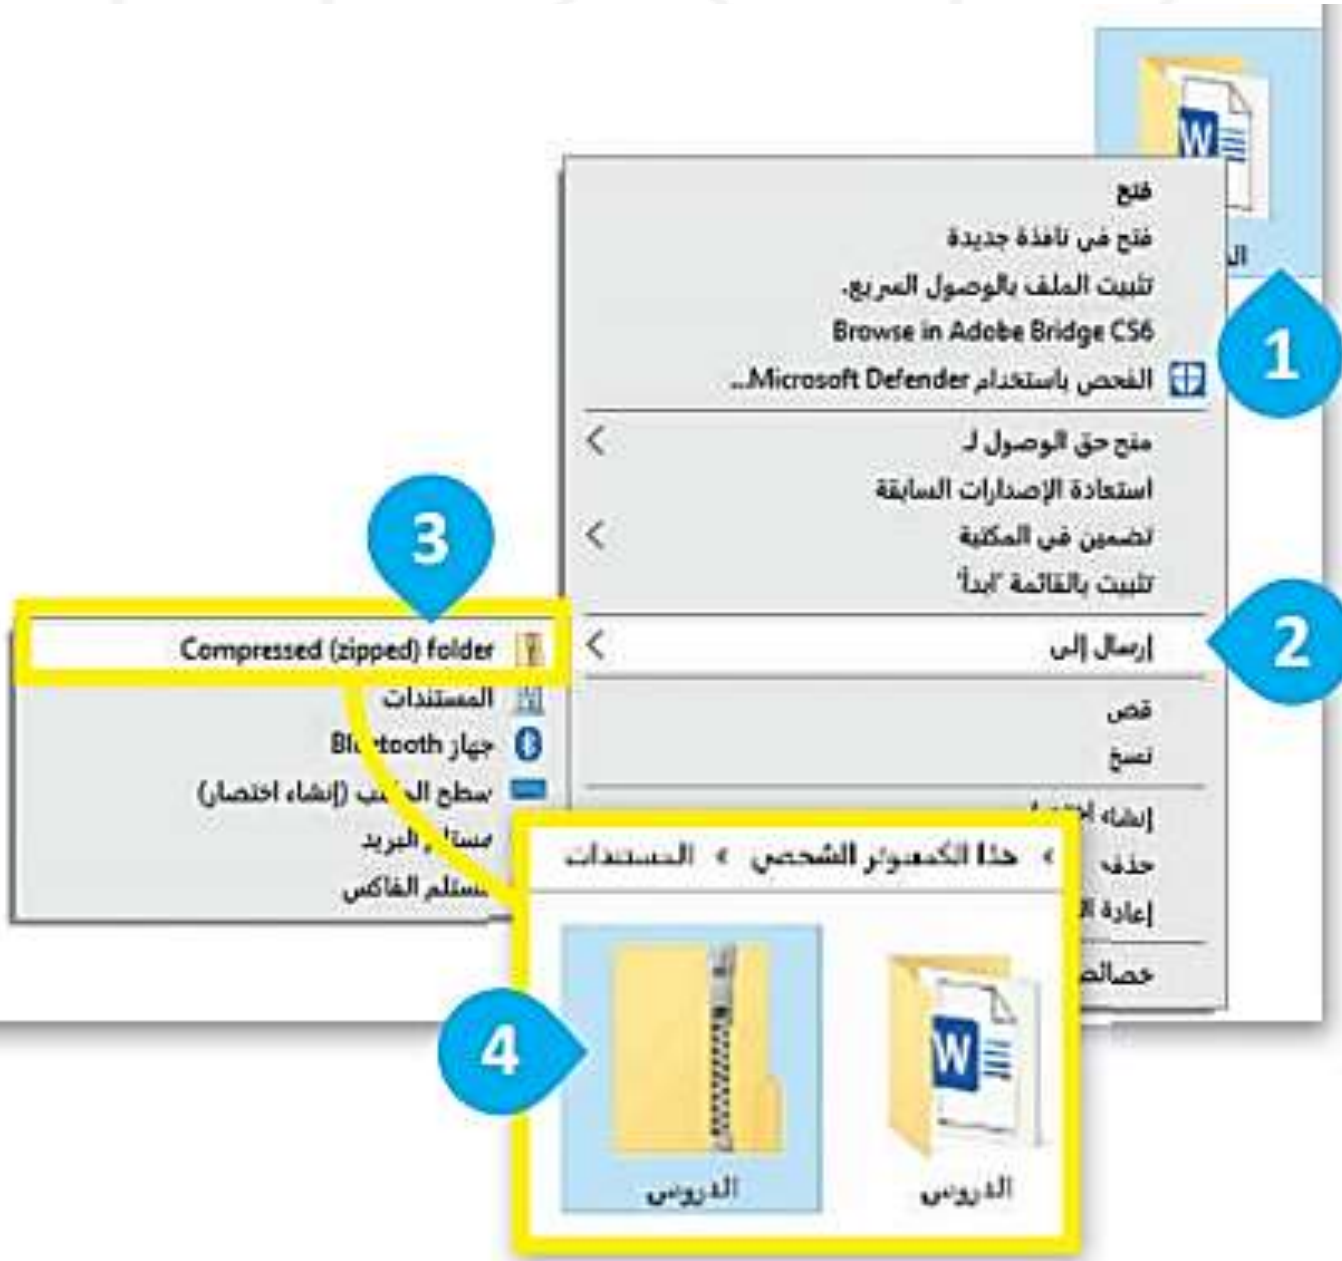 فتح
فتح في نافذة جديدة
تثبيت الملف بالوصول السريع.
Browse in Adobe Bridge CS6
الفحص باستخدام Microsoft Defender...
منح حق الوصول لـ
استعادة الإصدارات السابقة
تضمين في المكتبة
تثبيت بالقائمة 'ابدأ'
إرسال إلى
قص
نسخ
إنشاء
حذف
إعادة
1
2
3
Compressed (zipped) folder
المستندات
جهاز Bluetooth
سطح المكتب (إنشاء اختصار)
البريد
مستلم الفاكس
هذا الكمبيوتر الشخصي » المستندات
4
الدروس
الدروس